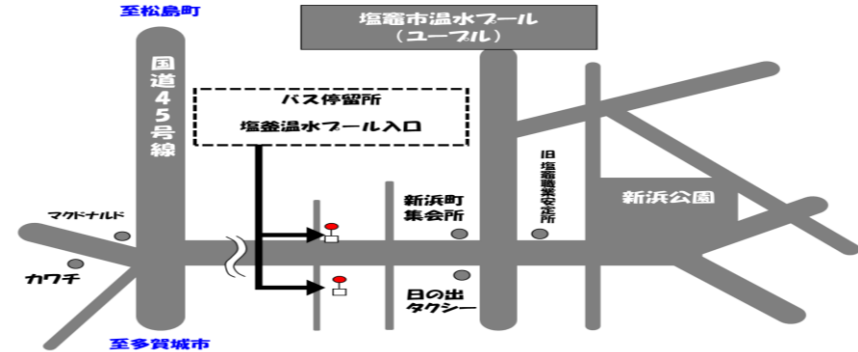 至松島町
塩竈市温水プール
(ユープル)
国道45号線
バス停留所
塩釜温水プール入口
旧塩竈職業安定所
新浜町
集会所
新浜公園
マクドナルド
カワチ
日の出
タクシー
至多賀城市